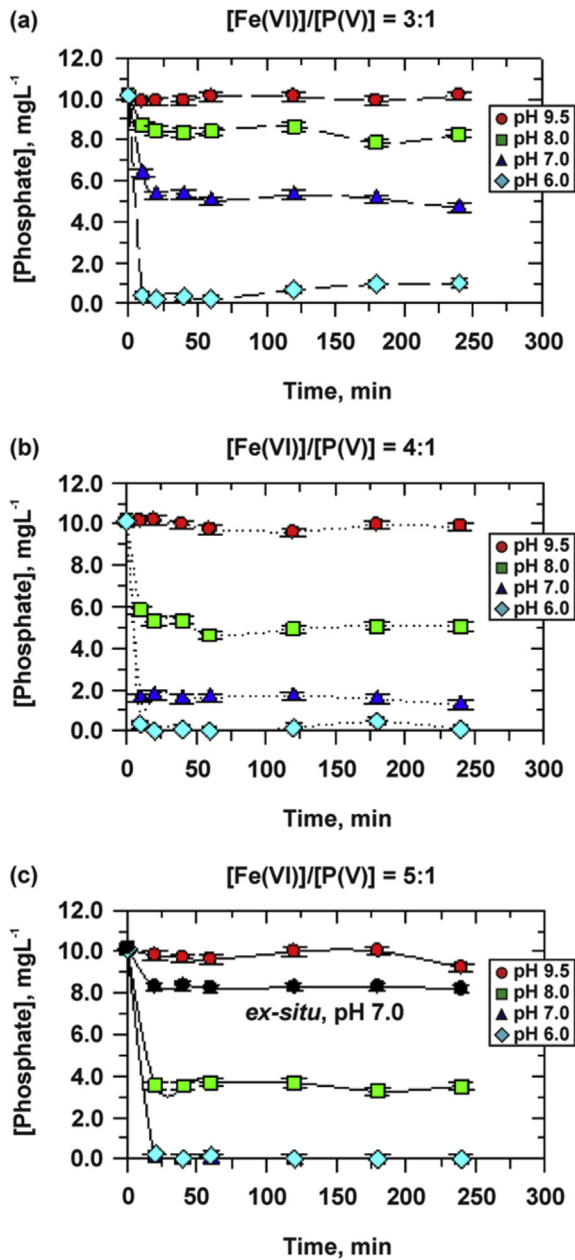 (a)
[Fe(VI)]/[P(V)] = 3:1
12.0
10.0
8.0
6.0
4.0
2.0
0.0
[Phosphate], mgL-1
0 50 100 150 200 250 300
Time, min
pH 9.5
pH 8.0
pH 7.0
pH 6.0
(b)
[Fe(VI)]/[P(V)] = 4:1
12.0
10.0
8.0
6.0
4.0
2.0
0.0
[Phosphate], mgL-1
0 50 100 150 200 250 300
Time, min
pH 9.5
pH 8.0
pH 7.0
pH 6.0
(c)
[Fe(VI)]/[P(V)] = 5:1
12.0
10.0
8.0
6.0
4.0
2.0
0.0
[Phosphate], mgL-1
ex-situ, pH 7.0
0 50 100 150 200 250 300
Time, min
pH 9.5
pH 8.0
pH 7.0
pH 6.0